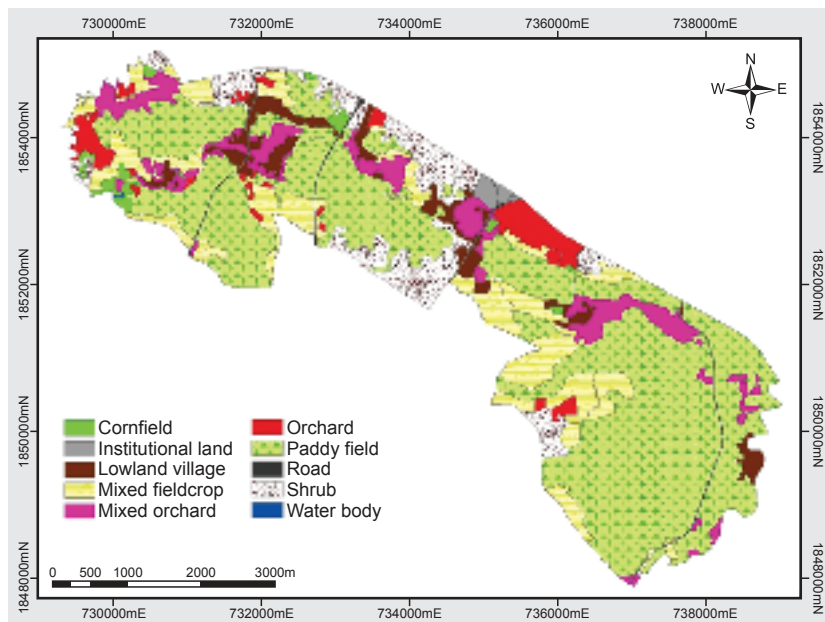 730000mE 732000mE 734000mE 736000mE 738000mE
N
W E
S
1854000mN 1854000mN
1852000mN 1852000mN
1850000mN 1850000mN
1848000mN 1848000mN
Cornfield Orchard
Institutional land Paddy field
Lowland village Road
Mixed fieldcrop Shrub
Mixed orchard Water body
0 500 1000 2000 3000m
730000mE 732000mE 734000mE 736000mE 738000mE